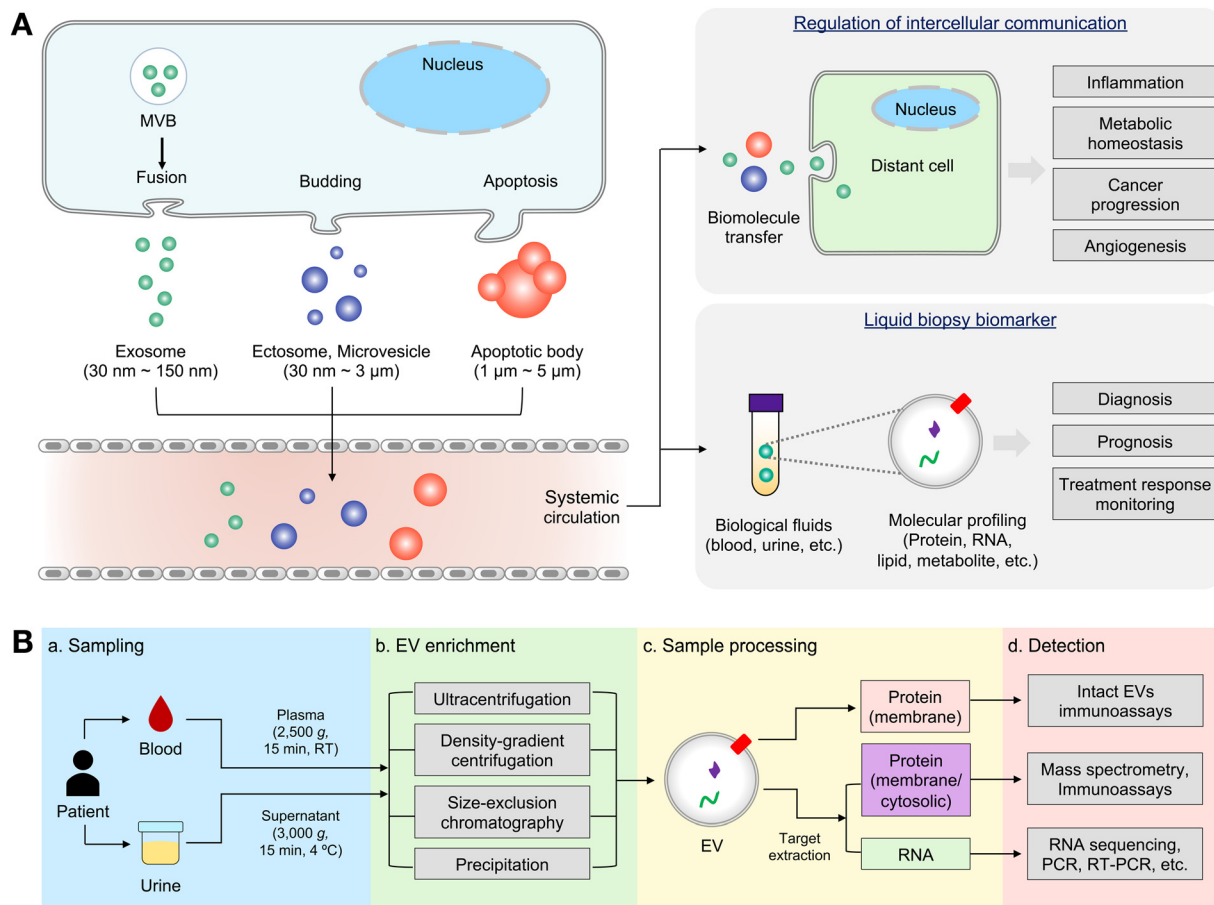 A
MVB
Fusion
Budding
Apoptosis
Nucleus
Exosome
(30 nm ~ 150 nm)
Ectosome, Microvesicle
(30 nm ~ 3 μm)
Apoptotic body
(1 μm ~ 5 μm)
Systemic
circulation
Regulation of intercellular communication
Nucleus
Distant cell
Biomolecule
transfer
Inflammation
Metabolic
homeostasis
Cancer
progression
Angiogenesis
Liquid biopsy biomarker
Biological fluids
(blood, urine, etc.)
Molecular profiling
(Protein, RNA,
lipid, metabolite, etc.)
Diagnosis
Prognosis
Treatment response
monitoring
B
a. Sampling
Patient
Blood
Urine
Plasma
(2,500 g,
15 min, RT)
Supernatant
(3,000 g,
15 min, 4 ºC)
b. EV enrichment
Ultracentrifugation
Density-gradient
centrifugation
Size-exclusion
chromatography
Precipitation
c. Sample processing
EV
Target
extraction
Protein
(membrane)
Protein
(membrane/
cytosolic)
RNA
d. Detection
Intact EVs
immunoassays
Mass spectrometry,
Immunoassays
RNA sequencing,
PCR, RT-PCR, etc.